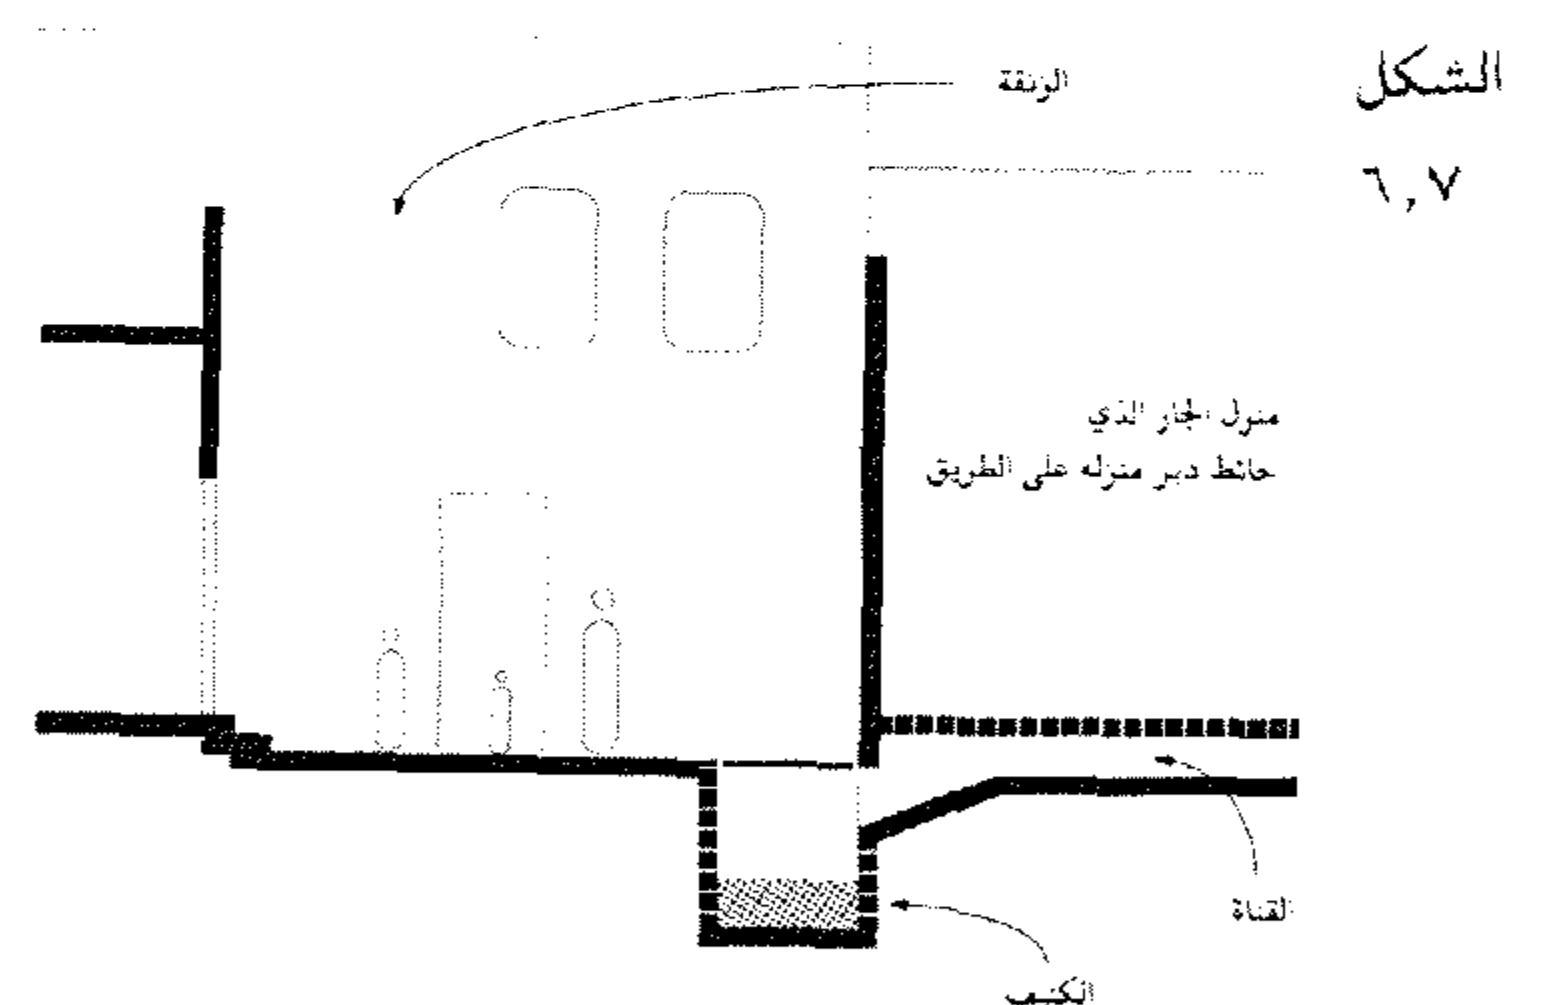 الشكل
٦,٧
الزنقة
منزل الجار الذي
حائط دبر منزله على الطريق
القناة
الكنيف